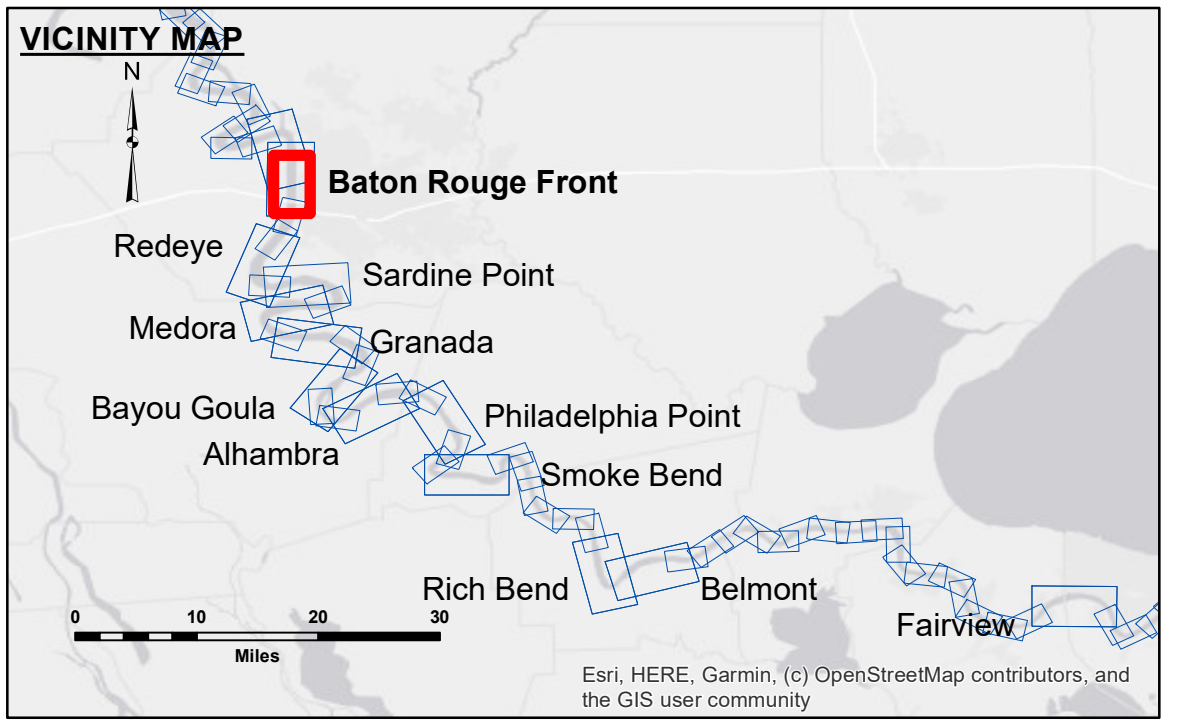 VICINITY MAP
N
Baton Rouge Front
Redeye
Sardine Point
Medora
Granada
Bayou Goula
Philadelphia Point
Alhambra
Smoke Bend
Rich Bend
Belmont
Fairview
0 10 20 30
Miles
Esri, HERE, Garmin, (c) OpenStreetMap contributors, and
the GIS user community